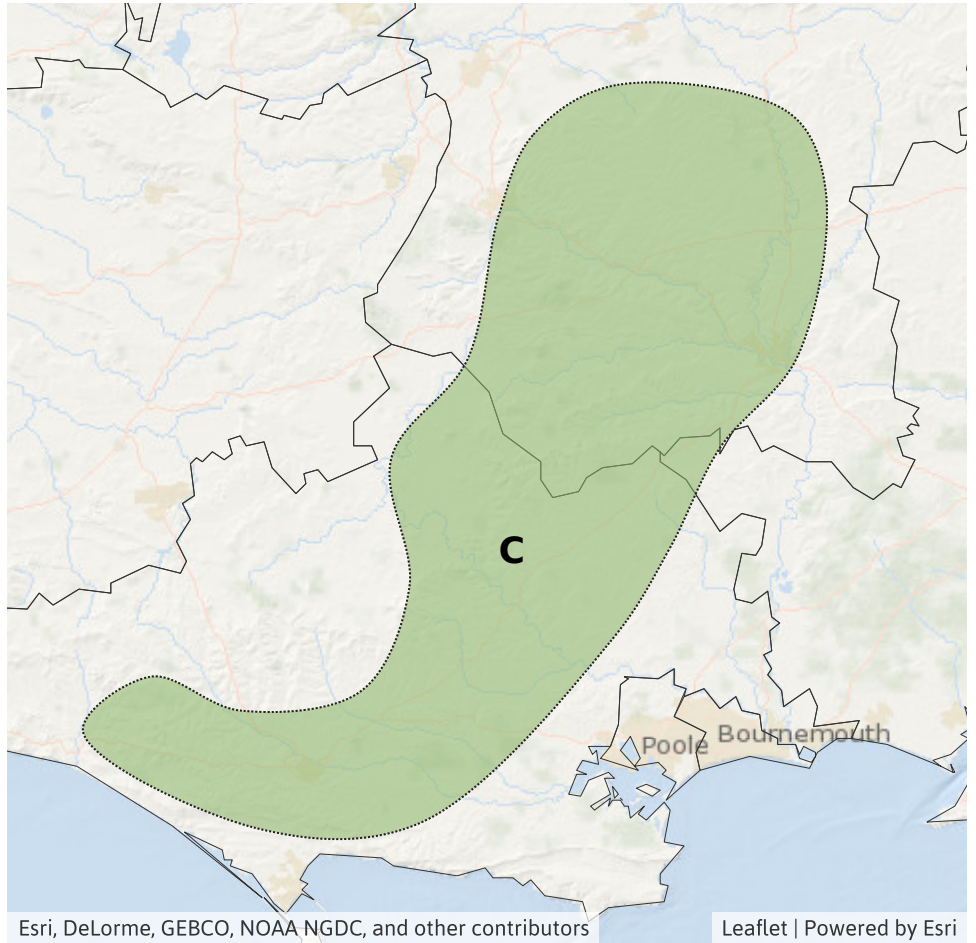 C
Bournemouth
Poole
Esri, DeLorme, GEBCO, NOAA NGDC, and other contributors
Leaflet | Powered by Esri